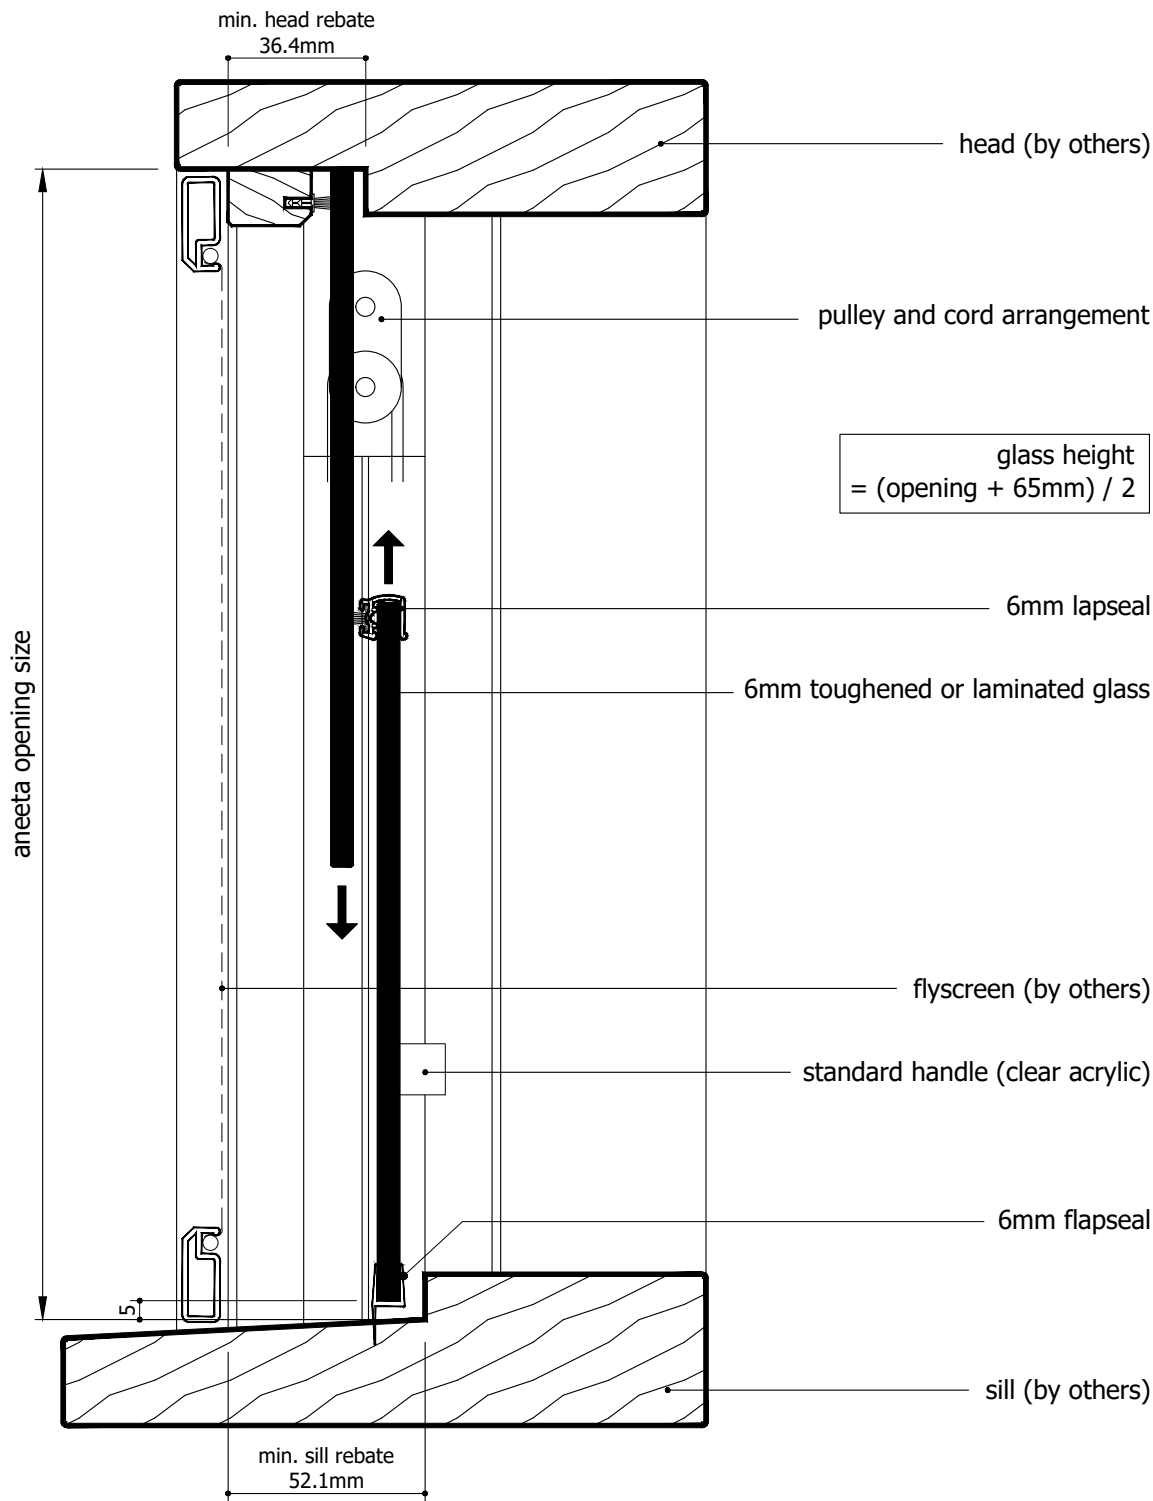 min. head rebate
36.4mm
head (by others)
pulley and cord arrangement
glass height
= (opening + 65mm) / 2
6mm lapseal
6mm toughened or laminated glass
aneeta opening size
flyscreen (by others)
standard handle (clear acrylic)
6mm flapseal
5
sill (by others)
min. sill rebate
52.1mm